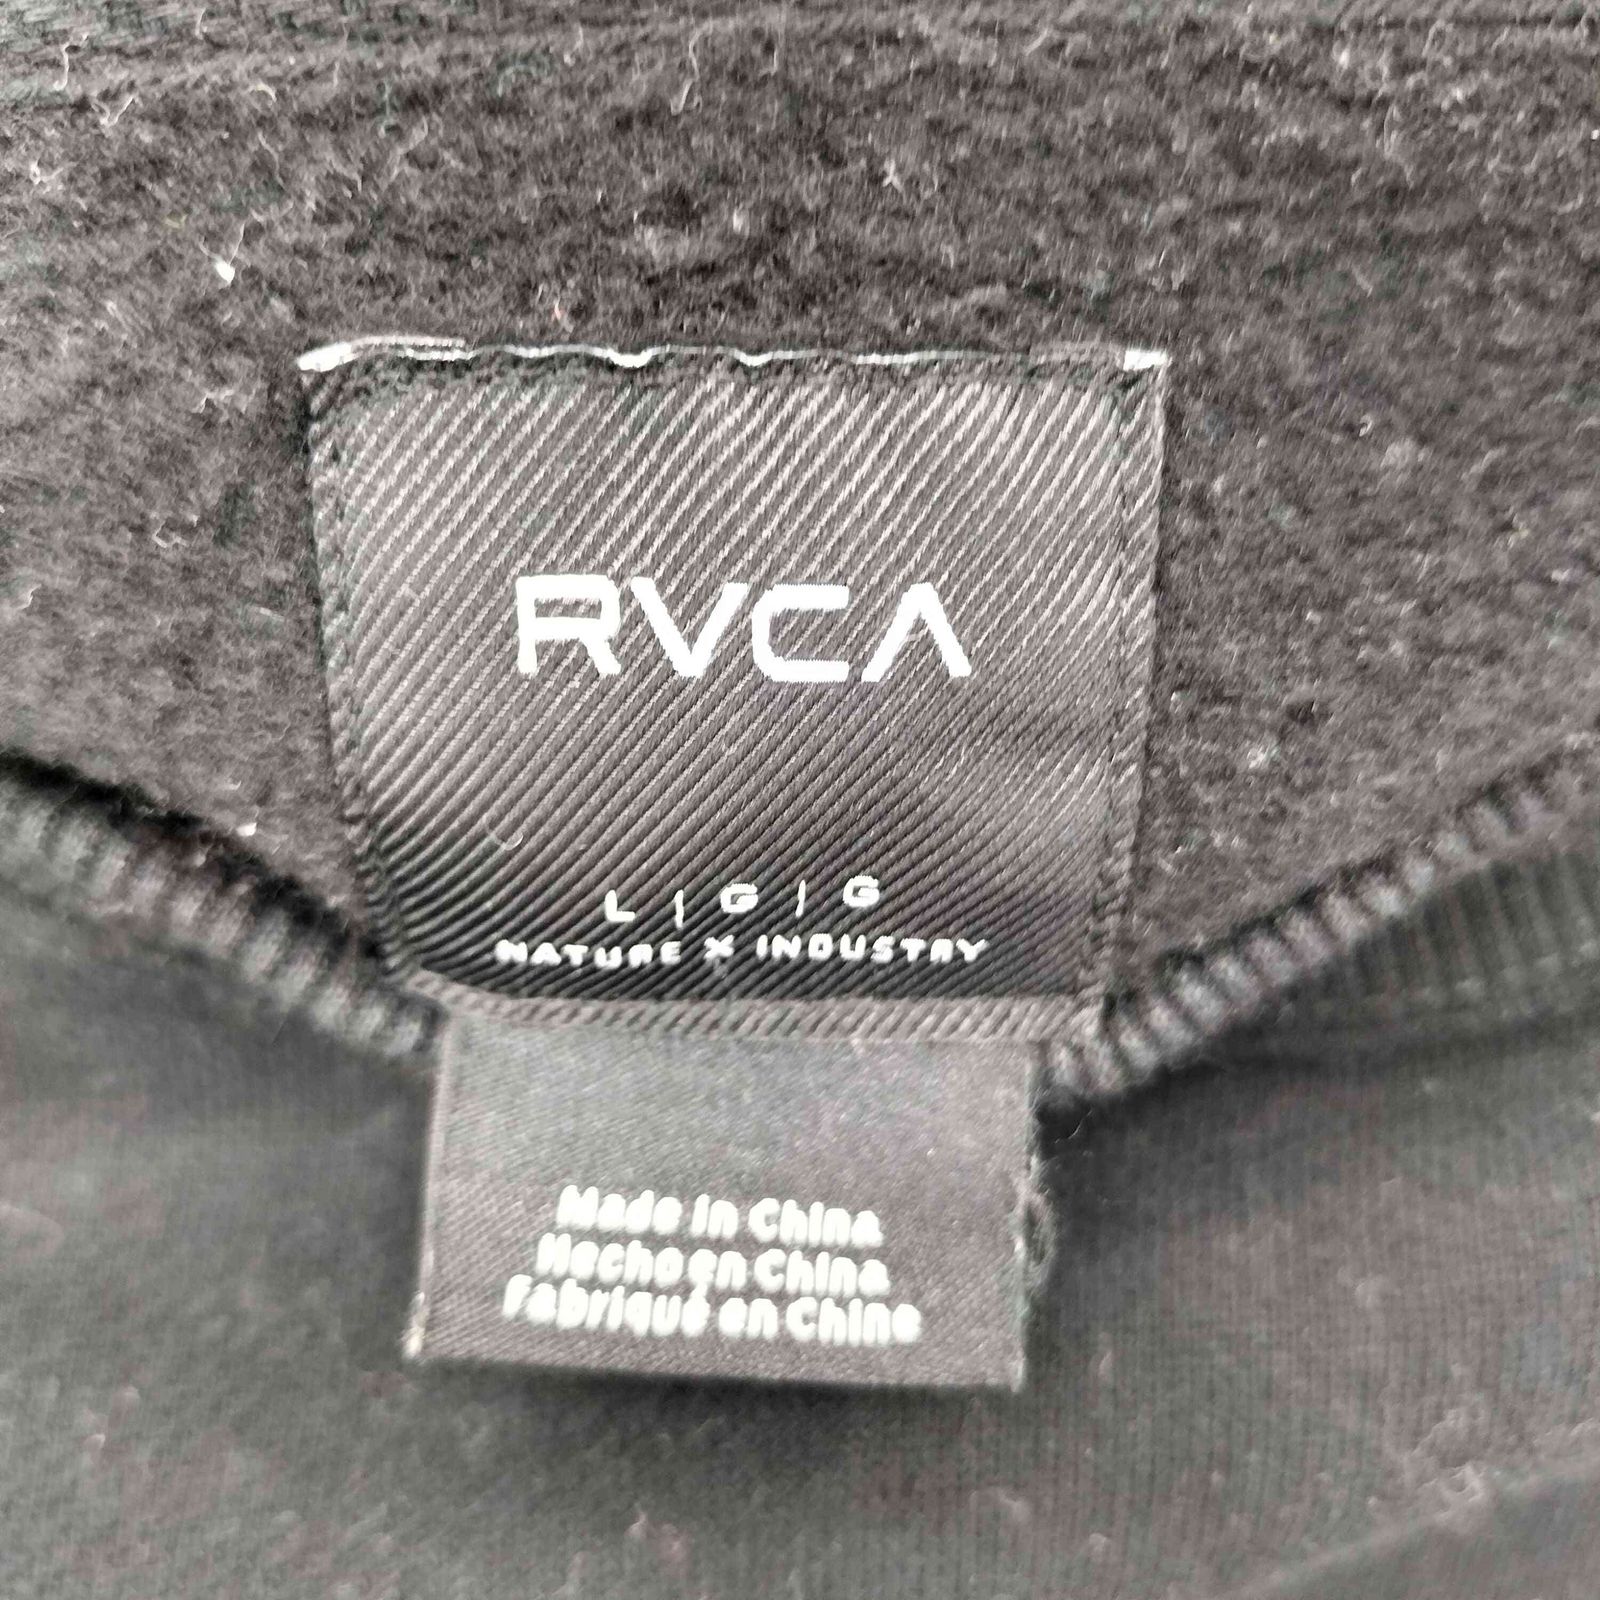 RVCA
L | G | G
NATURE X INDUSTRY
Made in China
Hecho en China
Fabriqué en Chine